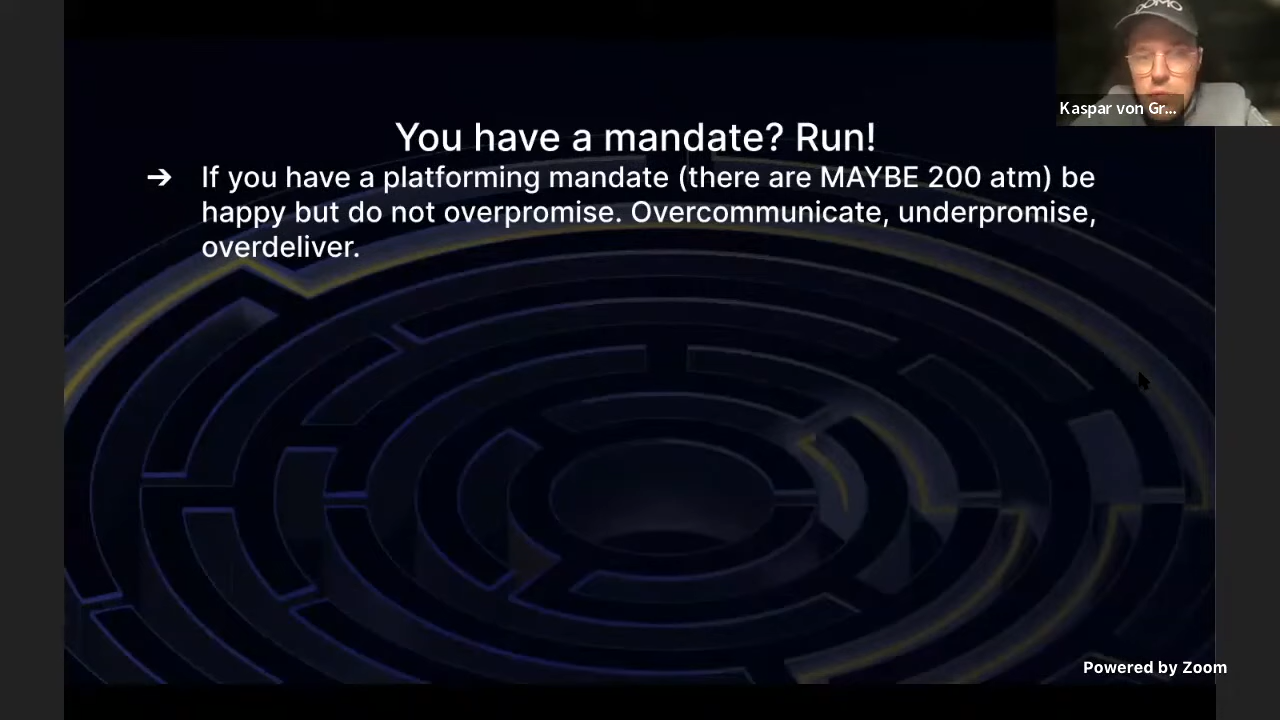 DOMO
Kaspar von Gr...
You have a mandate? Run!
➔ If you have a platforming mandate (there are MAYBE 200 atm) be
happy but do not overpromise. Overcommunicate, underpromise,
overdeliver.
Powered by Zoom